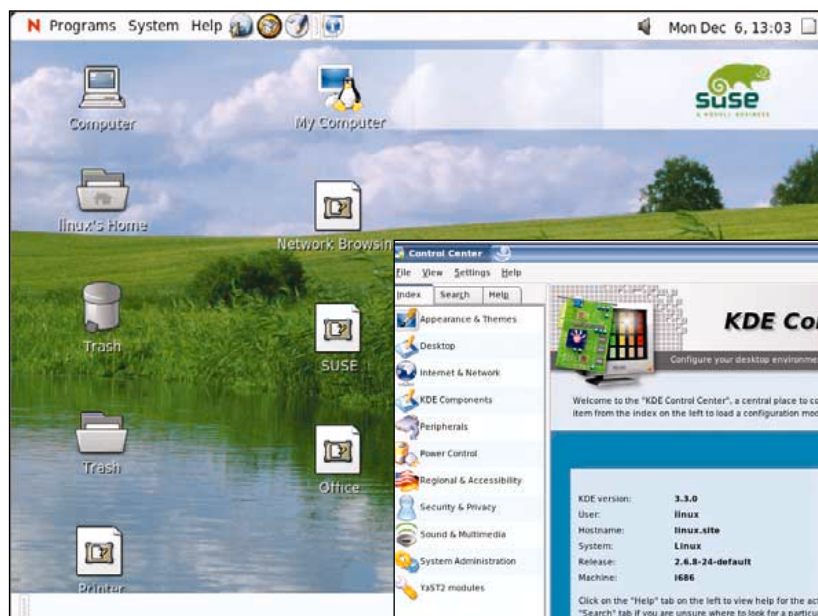 N Programs System Help
Mon Dec 6, 13:03
SUSE
A NOVELL BUSINESS
Computer
My Computer
linux's Home
Network Browsin
Trash
SUSE
Trash
Office
Printer
Control Center
File View Settings Help
Index Search Help
Appearance & Themes
Desktop
Internet & Network
KDE Components
Peripherals
Power Control
Regional & Accessibility
Security & Privacy
Sound & Multimedia
System Administration
YaST2 modules
KDE Co
Configure your desktop environme
Welcome to the "KDE Control Center", a central place to co
item from the index on the left to load a configuration mod
KDE version: 3.3.0
User: linux
Hostname: linux.site
System: Linux
Release: 2.6.8-24-default
Machine: i686
Click on the "Help" tab on the left to view help for the act
"Search" tab if you are unsure where to look for a particu